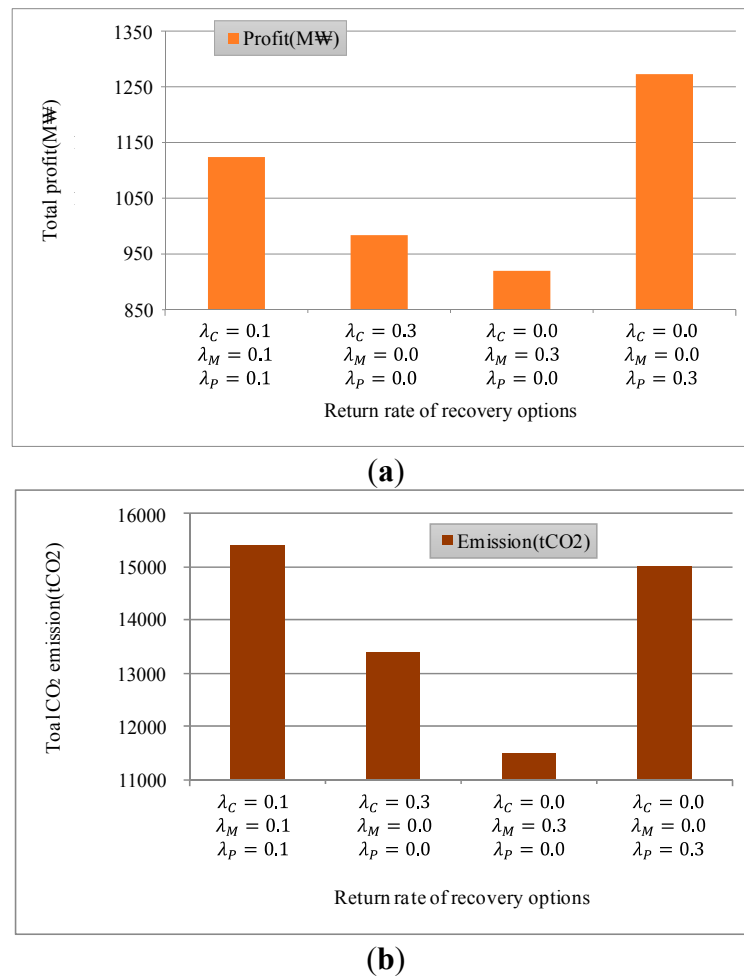 1350
Profit(M₩)
1250
1150
1050
950
850
Total profit(M₩)
λ_C = 0.1 λ_C = 0.3 λ_C = 0.0 λ_C = 0.0
λ_M = 0.1 λ_M = 0.0 λ_M = 0.3 λ_M = 0.0
λ_P = 0.1 λ_P = 0.0 λ_P = 0.0 λ_P = 0.3
Return rate of recovery options
(a)
16000
Emission(tCO2)
15000
14000
13000
12000
11000
Toal CO₂ emission(tCO2)
λ_C = 0.1 λ_C = 0.3 λ_C = 0.0 λ_C = 0.0
λ_M = 0.1 λ_M = 0.0 λ_M = 0.3 λ_M = 0.0
λ_P = 0.1 λ_P = 0.0 λ_P = 0.0 λ_P = 0.3
Return rate of recovery options
(b)